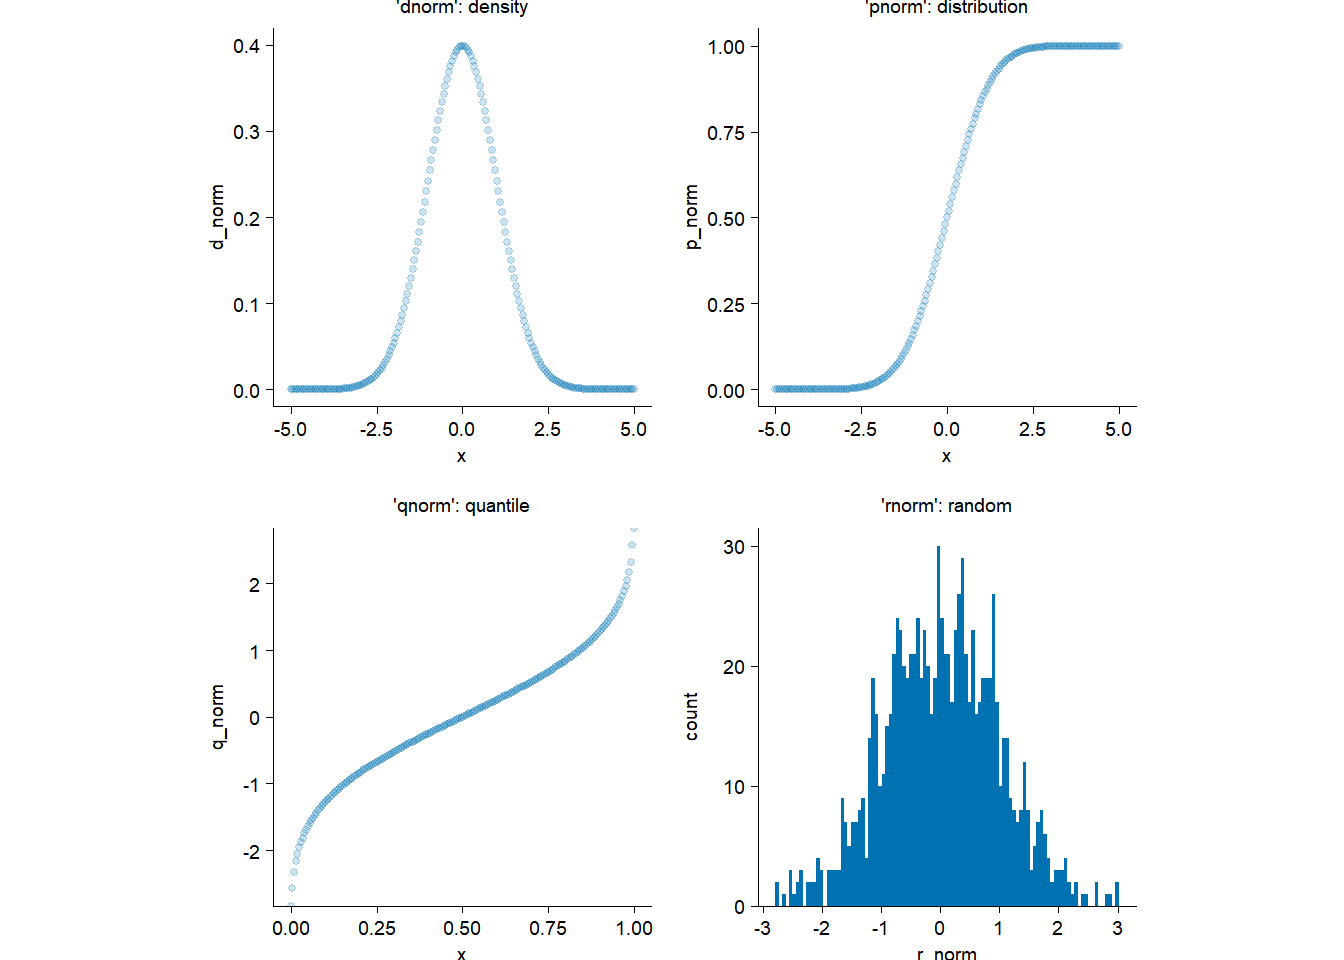 'dnorm': density
0.4
0.3
0.2
0.1
0.0
d_norm
-5.0 -2.5 0.0 2.5 5.0
x
'pnorm': distribution
1.00
0.75
0.50
0.25
0.00
p_norm
-5.0 -2.5 0.0 2.5 5.0
x
'qnorm': quantile
2
1
0
-1
-2
q_norm
0.00 0.25 0.50 0.75 1.00
x
'rnorm': random
30
20
10
0
count
-3 -2 -1 0 1 2 3
r_norm